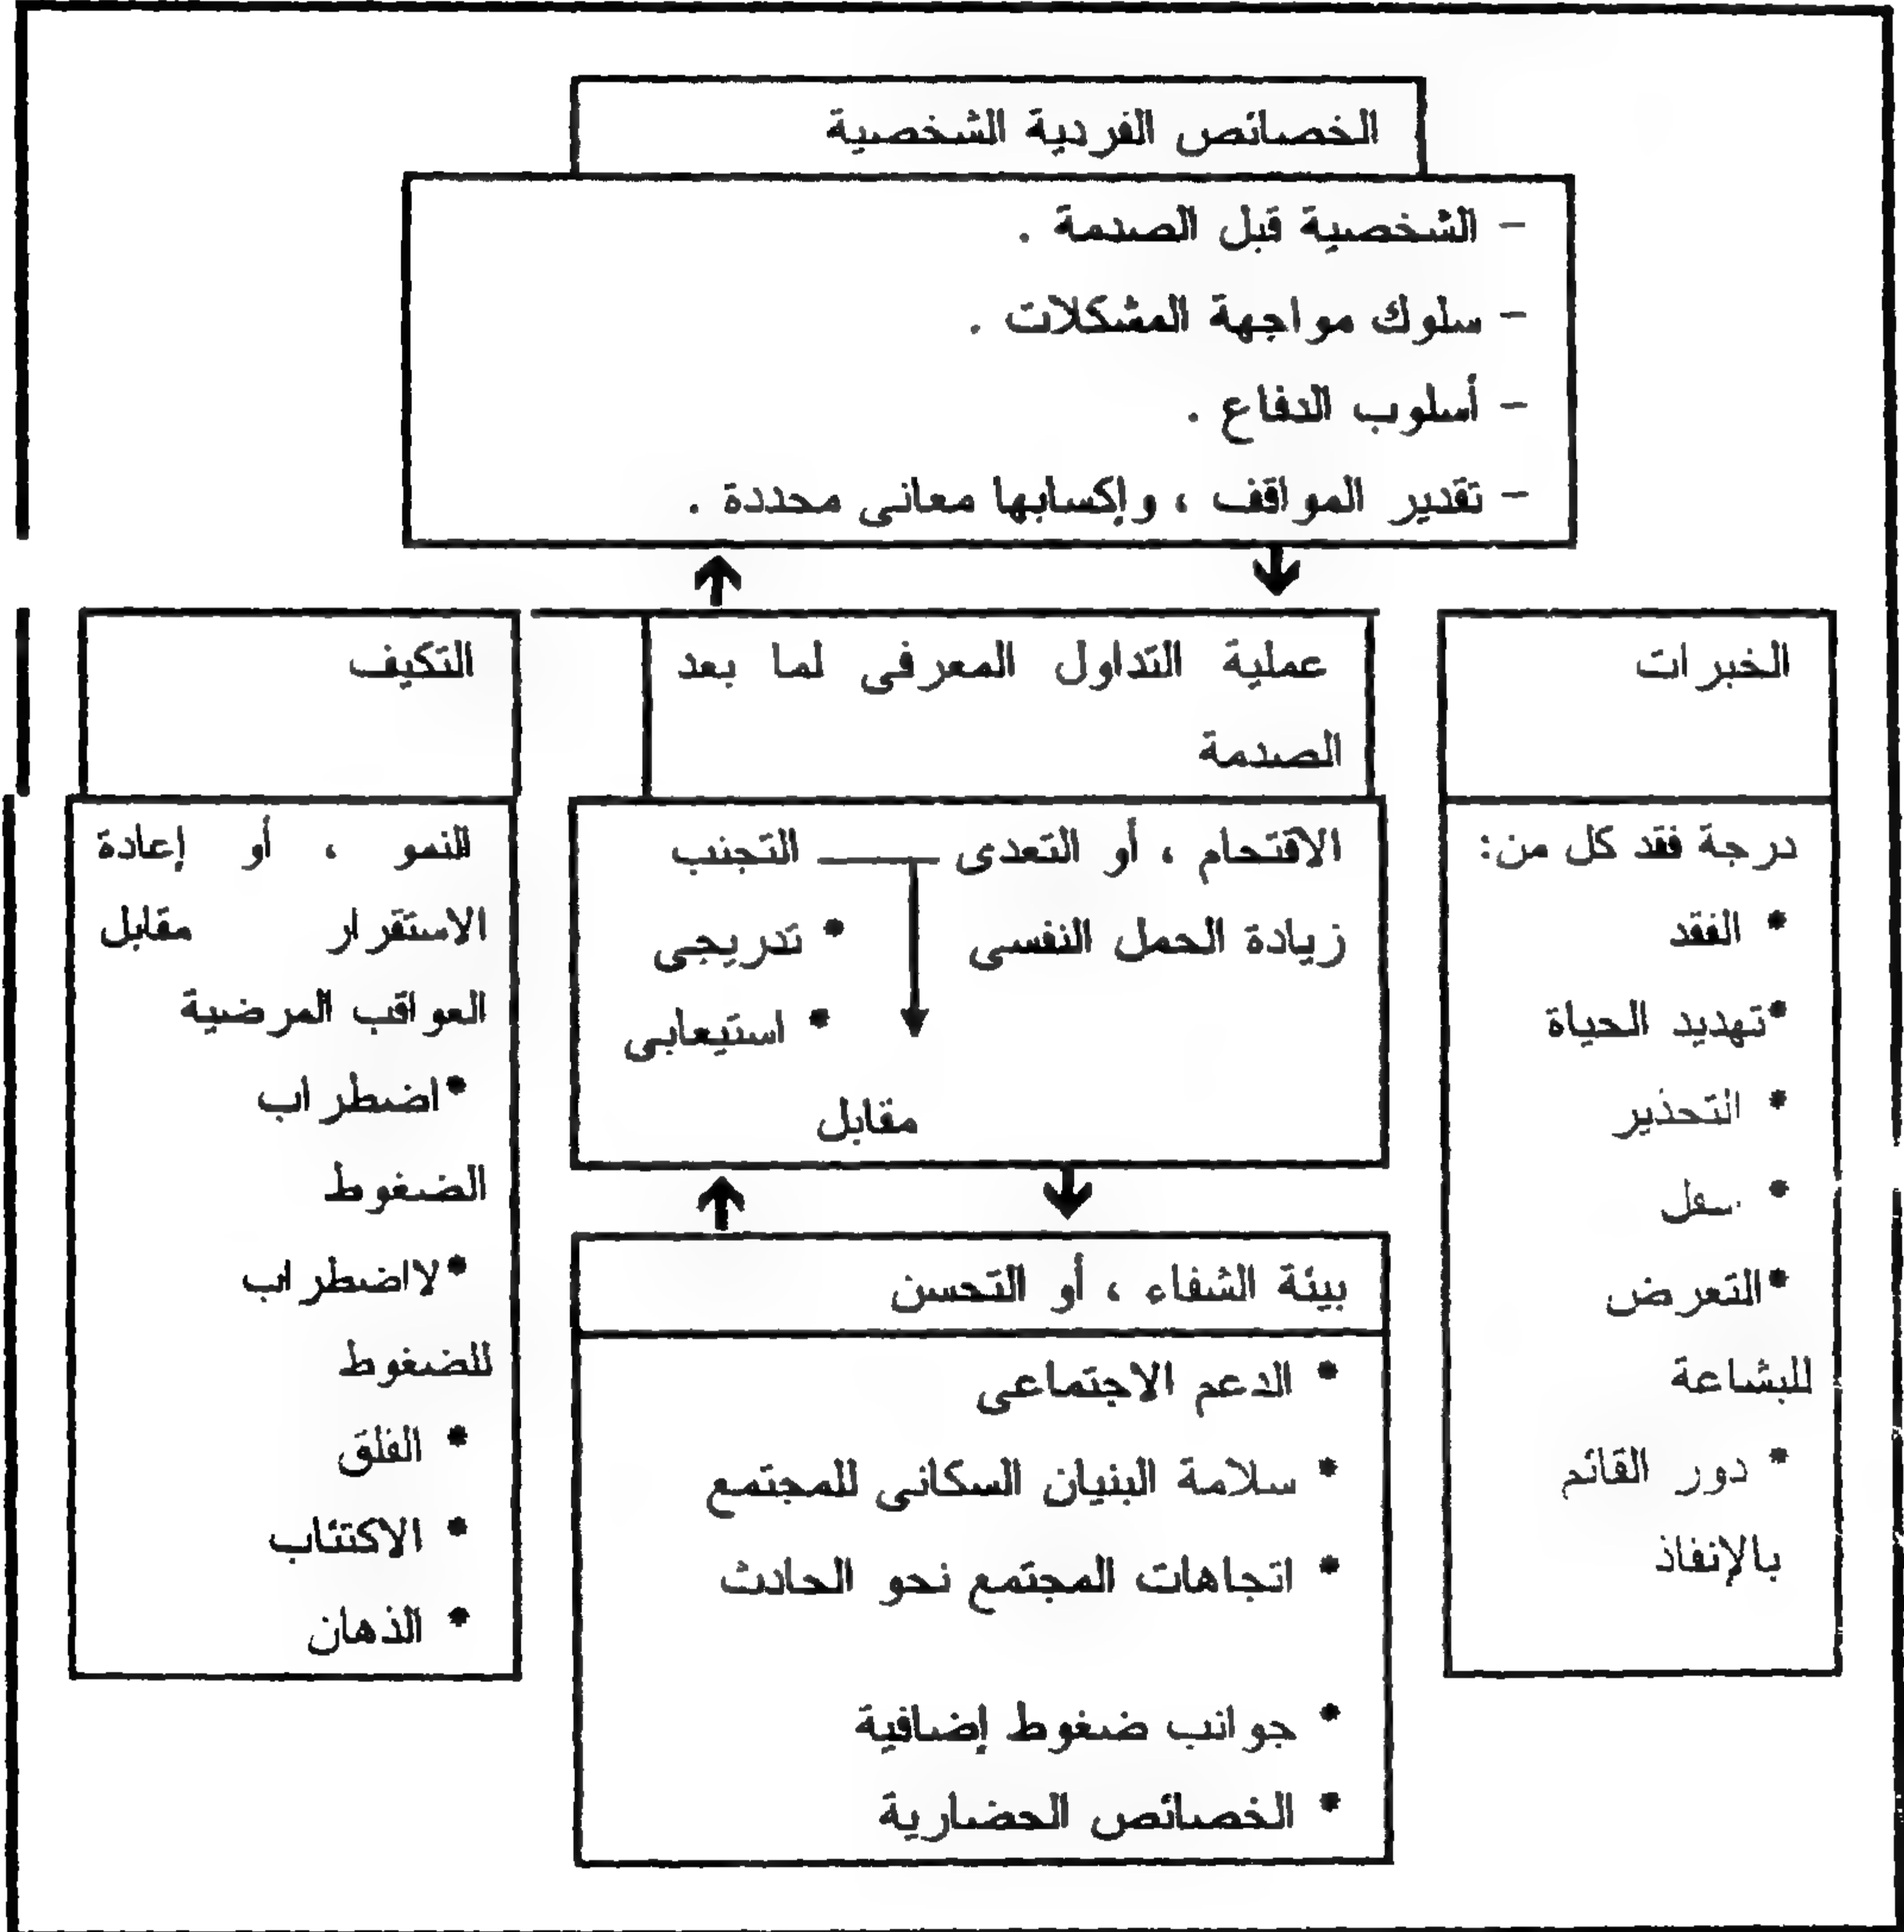 الخصائص الفردية الشخصية
- الشخصية قبل الصدمة .
- سلوك مواجهة المشكلات .
- أسلوب الدفاع .
- تقدير المواقف ، وإكسابها معانى محددة .
الخبرات
درجة فقد كل من:
* الفقد
*تهديد الحياة
* التحذير
*
*التعرض
للبشاعة
* دور القائم
بالإنفاذ
عملية التداول المعرفى لما بعد
الصدمة
الاقتحام ، أو التعدى التجنب
زيادة الحمل النفسى * تدريجى
* استيعابى
مقابل
بيئة الشفاء ، أو التحسن
* الدعم الاجتماعى
* سلامة البنيان السكانى للمجتمع
* اتجاهات المجتمع نحو الحادث
* جوانب ضغوط إضافية
* الخصائص الحضارية
التكيف
النمو ، أو إعادة
الاستقرار مقابل
العواقب المرضية
*اضطراب
الضغوط
*لااضطراب
للضغوط
* القلق
* الاكتئاب
* الذهان